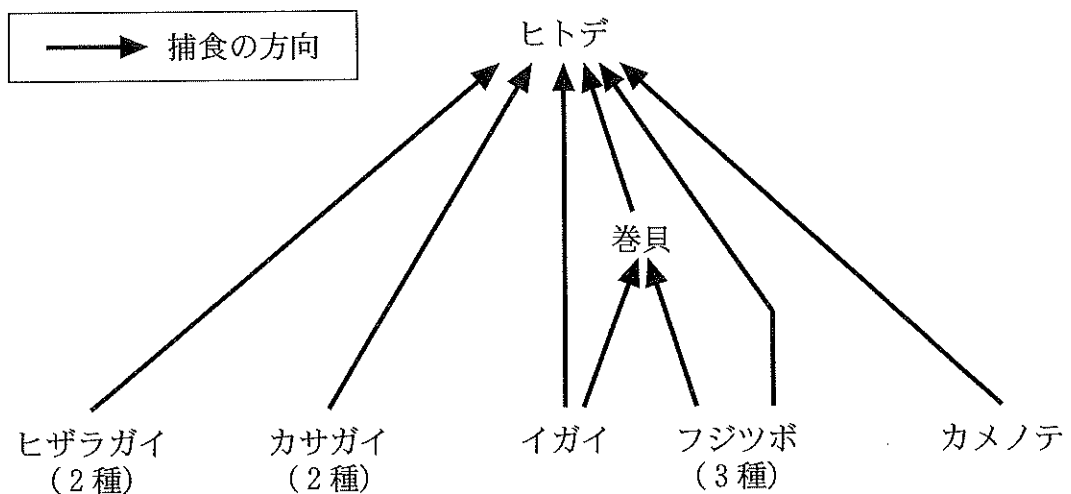 捕食の方向
ヒトデ
巻貝
ヒザラガイ
(2種)
カサガイ
(2種)
イガイ
フジツボ
(3種)
カメノテ